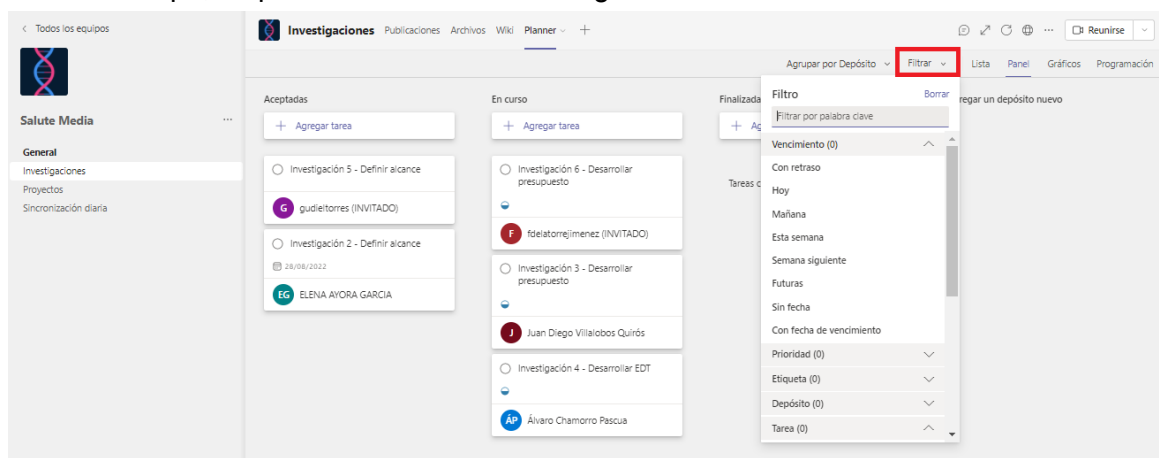 Todos los equipos
Investigaciones Publicaciones Archivos Wiki Planner
Reunirse
Agrupar por Depósito Filtrar Lista Panel Gráficos Programación
Salute Media
General
Investigaciones
Proyectos
Sincronización diaria
Aceptadas
Agregar tarea
Investigación 5 - Definir alcance
G gudieltorres (INVITADO)
Investigación 2 - Definir alcance
28/08/2022
EG ELENA AYORA GARCIA
En curso
Agregar tarea
Investigación 6 - Desarrollar
presupuesto
F fdelatorrejimenez (INVITADO)
Investigación 3 - Desarrollar
presupuesto
J Juan Diego Villalobos Quirós
Investigación 4 - Desarrollar EDT
ÁP Álvaro Chamorro Pascua
Finalizada
Ag
Tareas c
Filtro Borrar
Filtrar por palabra clave
Vencimiento (0)
Con retraso
Hoy
Mañana
Esta semana
Semana siguiente
Futuras
Sin fecha
Con fecha de vencimiento
Prioridad (0)
Etiqueta (0)
Depósito (0)
Tarea (0)
regar un depósito nuevo